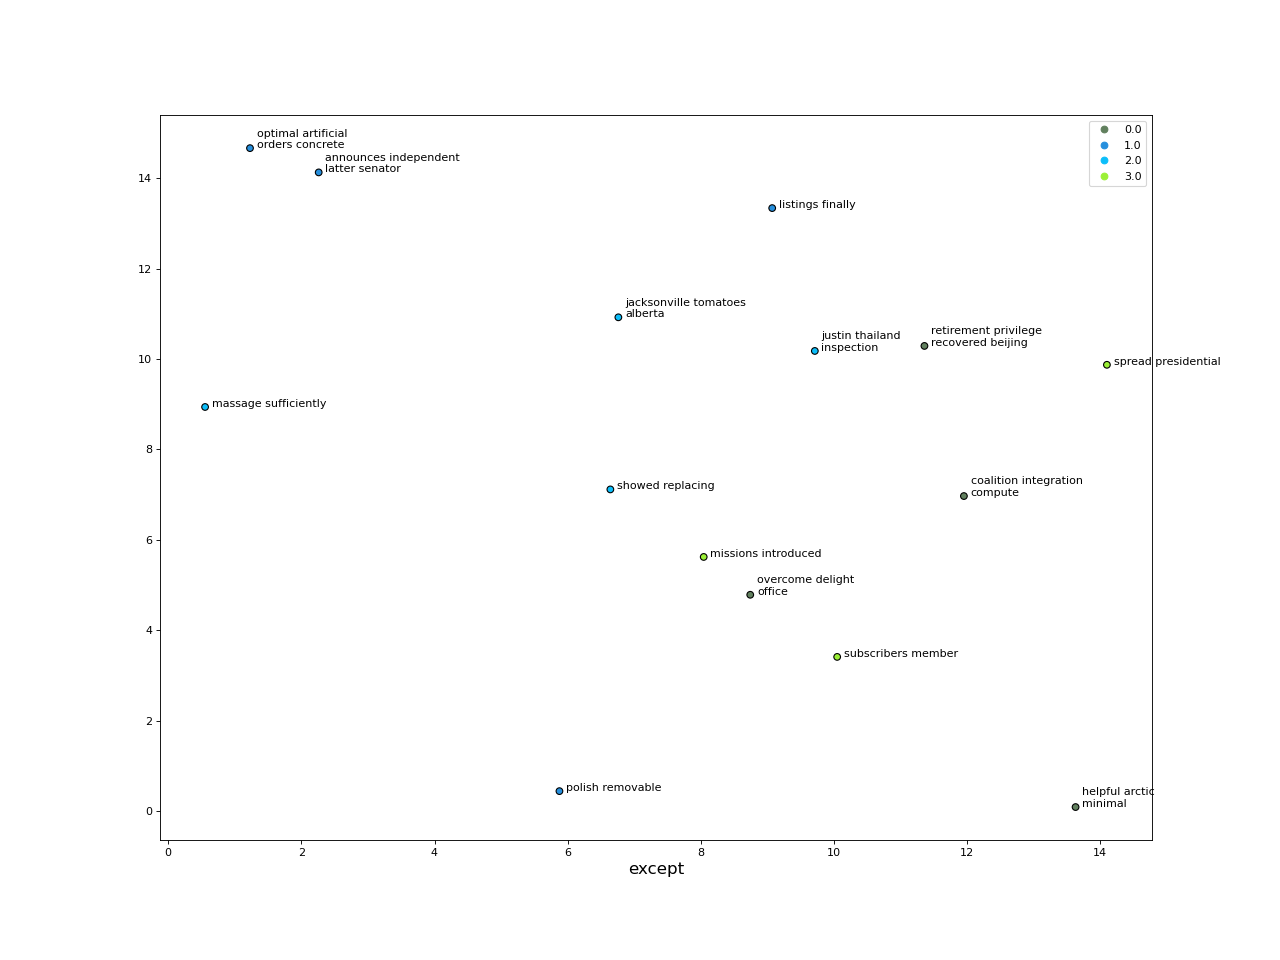 optimal artificial
orders concrete
announces independent
latter senator
listings finally
jacksonville tomatoes
alberta
justin thailand
inspection
retirement privilege
recovered beijing
spread presidential
massage sufficiently
showed replacing
coalition integration
compute
missions introduced
overcome delight
office
subscribers member
polish removable
helpful arctic
minimal
0.0
1.0
2.0
3.0
14
12
10
8
6
4
2
0
0 2 4 6 8 10 12 14
except